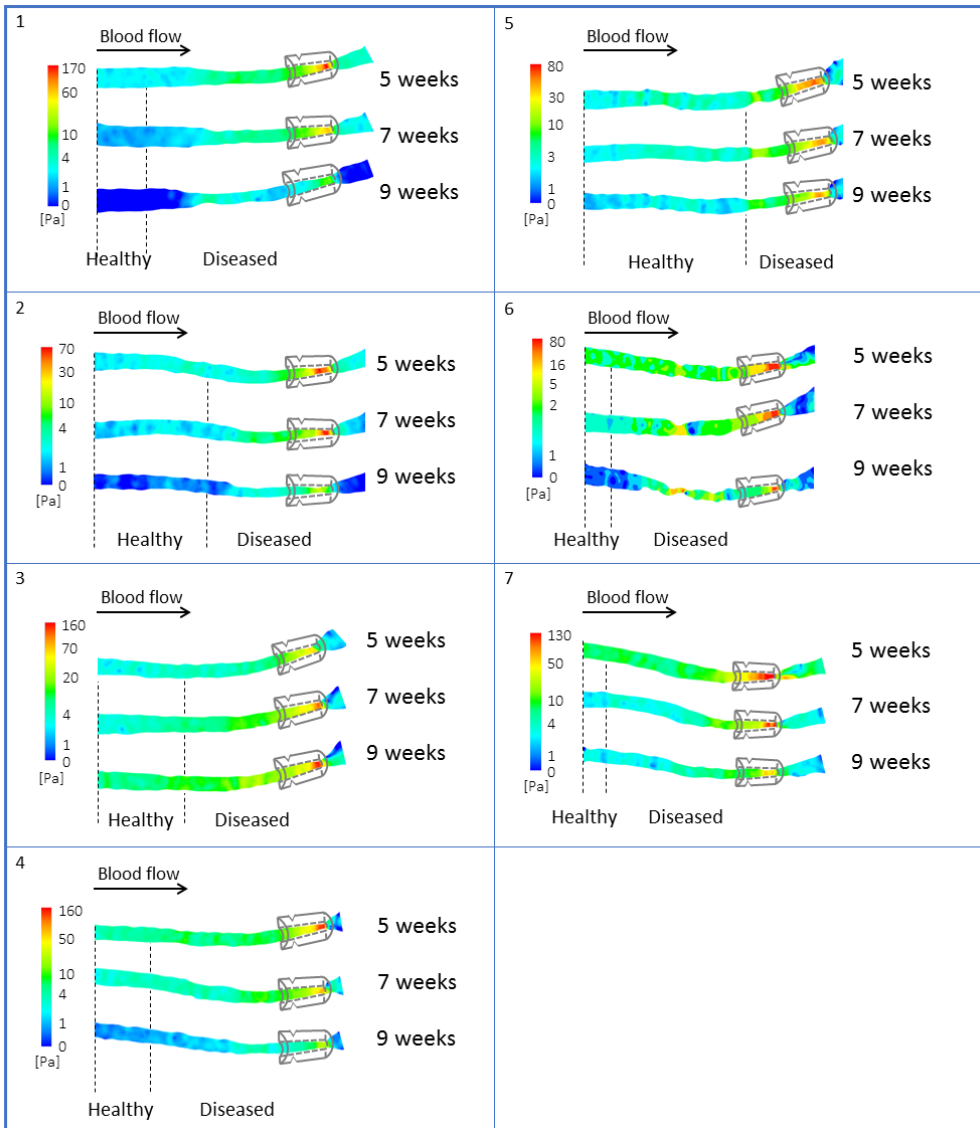 1
Blood flow
170
60
10
4
1
0
[Pa]
5 weeks
7 weeks
9 weeks
Healthy
Diseased
2
Blood flow
70
30
10
4
1
0
[Pa]
5 weeks
7 weeks
9 weeks
Healthy
Diseased
3
Blood flow
160
70
20
4
1
0
[Pa]
5 weeks
7 weeks
9 weeks
Healthy
Diseased
4
Blood flow
160
50
10
4
1
0
[Pa]
5 weeks
7 weeks
9 weeks
Healthy
Diseased
5
Blood flow
80
30
10
3
1
0
[Pa]
5 weeks
7 weeks
9 weeks
Healthy
Diseased
6
Blood flow
80
16
5
2
1
0
[Pa]
5 weeks
7 weeks
9 weeks
Healthy
Diseased
7
Blood flow
130
50
10
4
1
0
[Pa]
5 weeks
7 weeks
9 weeks
Healthy
Diseased